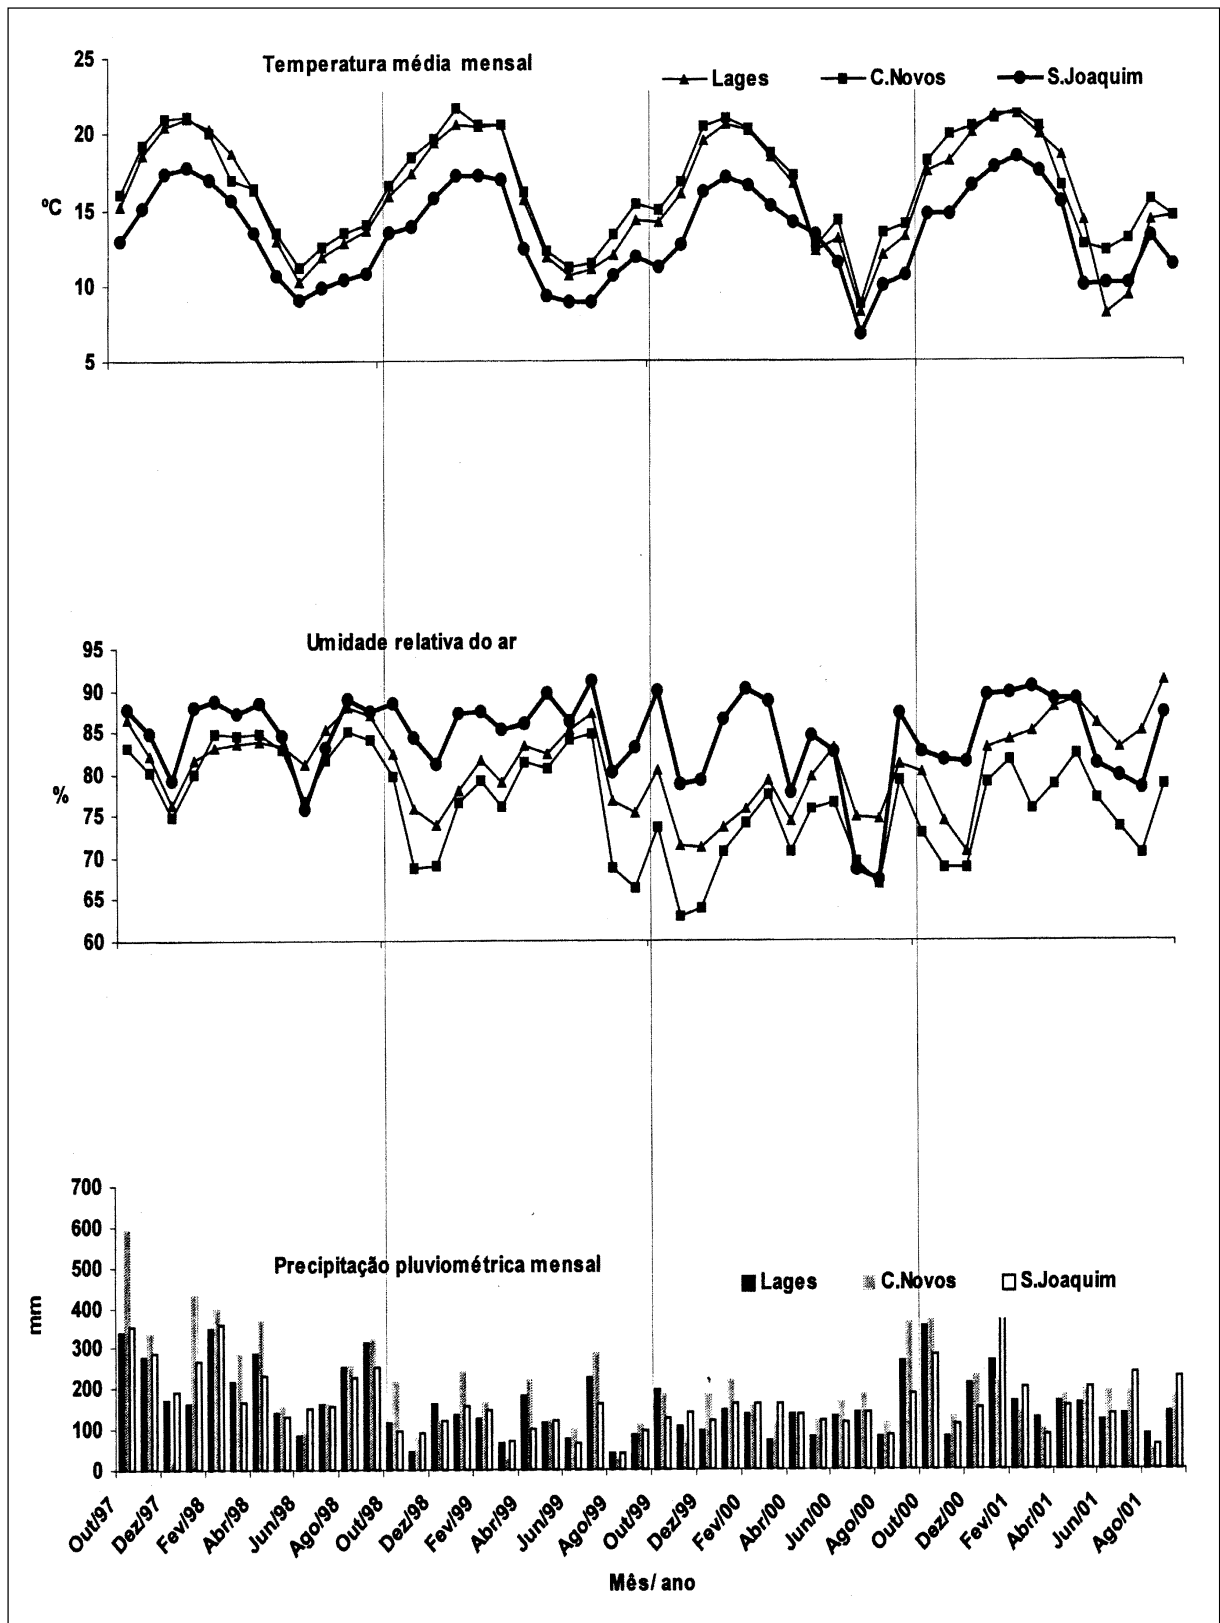 Temperatura média mensal
Lages C.Novos S.Joaquim
25
20
15
10
5
ºC
Umidade relativa do ar
95
90
85
80
75
70
65
60
%
Precipitação pluviométrica mensal
Lages C.Novos S.Joaquim
700
600
500
400
300
200
100
0
mm
Out/97 Dez/97 Fev/98 Abr/98 Jun/98 Ago/98 Out/98 Dez/98 Fev/99 Abr/99 Jun/99 Ago/99 Out/99 Dez/99 Fev/00 Abr/00 Jun/00 Ago/00 Out/00 Dez/00 Fev/01 Abr/01 Jun/01 Ago/01
Mês/ ano